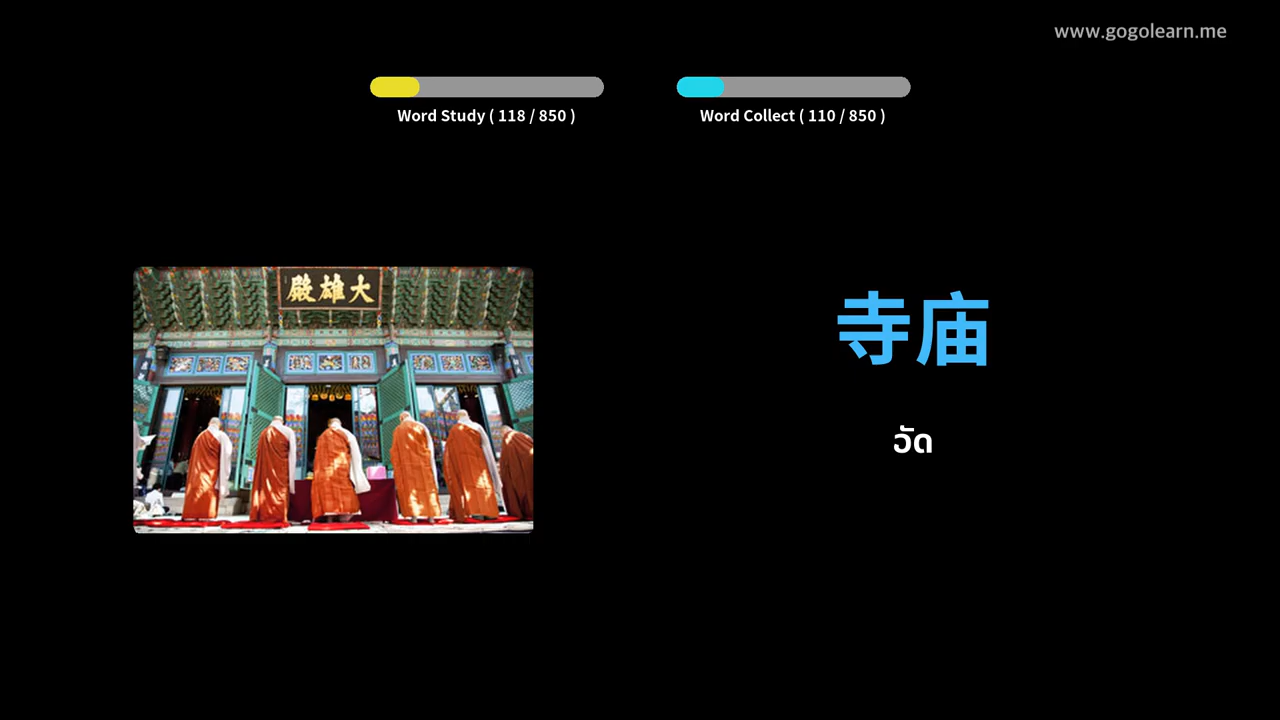 www.gogolearn.me
Word Study ( 118 / 850 )
Word Collect ( 110 / 850 )
殿雄大
寺庙
วัด